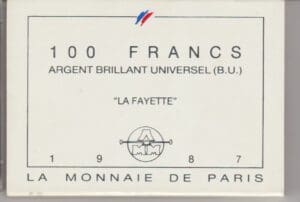 100 FRANCS
ARGENT BRILLANT UNIVERSEL (B.U.)
"LA FAYETTE"
1 9 8 7
LA MONNAIE DE PARIS